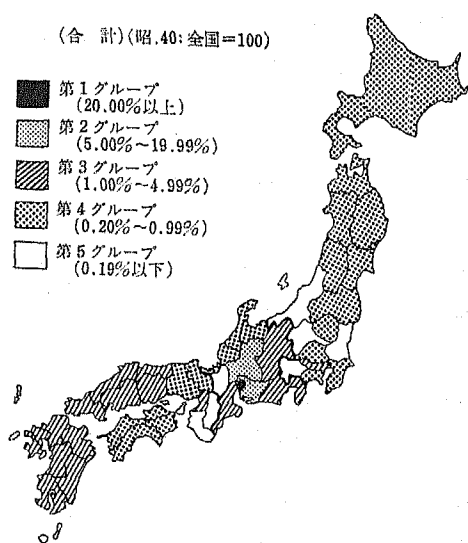 (合 計)(昭.40:全国=100)
第1グループ
(20.00%以上)
第2グループ
(5.00%~19.99%)
第3グループ
(1.00%~4.99%)
第4グループ
(0.20%~0.99%)
第5グループ
(0.19%以下)